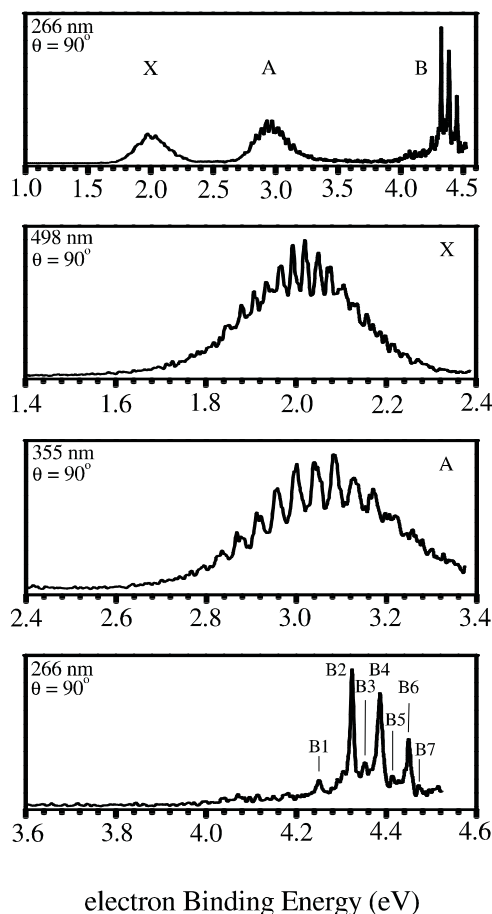 266 nm
θ = 90°
X
A
B
1.0 1.5 2.0 2.5 3.0 3.5 4.0 4.5
498 nm
θ = 90°
X
1.4 1.6 1.8 2.0 2.2 2.4
355 nm
θ = 90°
A
2.4 2.6 2.8 3.0 3.2 3.4
266 nm
θ = 90°
B1
B2
B3
B4
B5
B6
B7
3.6 3.8 4.0 4.2 4.4 4.6
electron Binding Energy (eV)